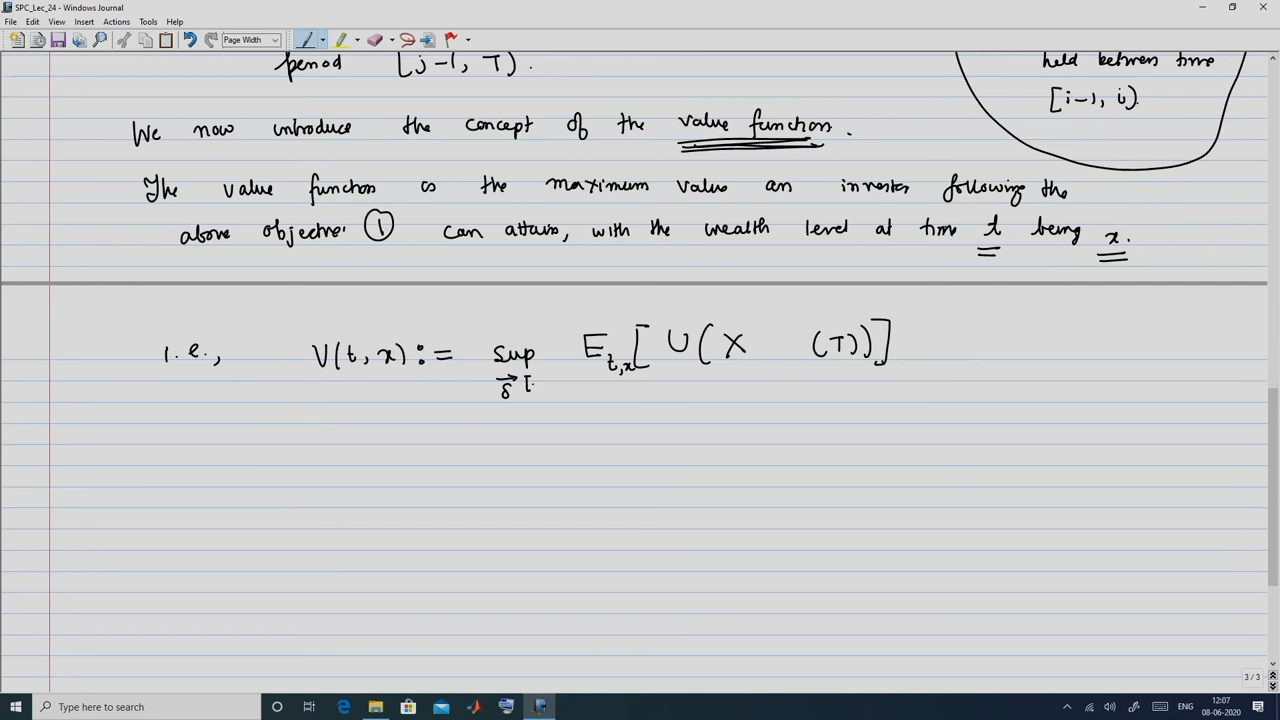 SPC_Lec_24 - Windows Journal
File Edit View Insert Actions Tools Help
Page Width
period [j-1, T).
held between time
[i-1, i)
We now introduce the concept of the value function.
The value function is the maximum value an investor following the
above objective ① can attain, with the wealth level at time t being x.
i.e., V(t, x) := sup E_{t,x}[U(X (T))]
δ⃗ [
3 / 3
Type here to search
ENG
12:07
08-06-2020